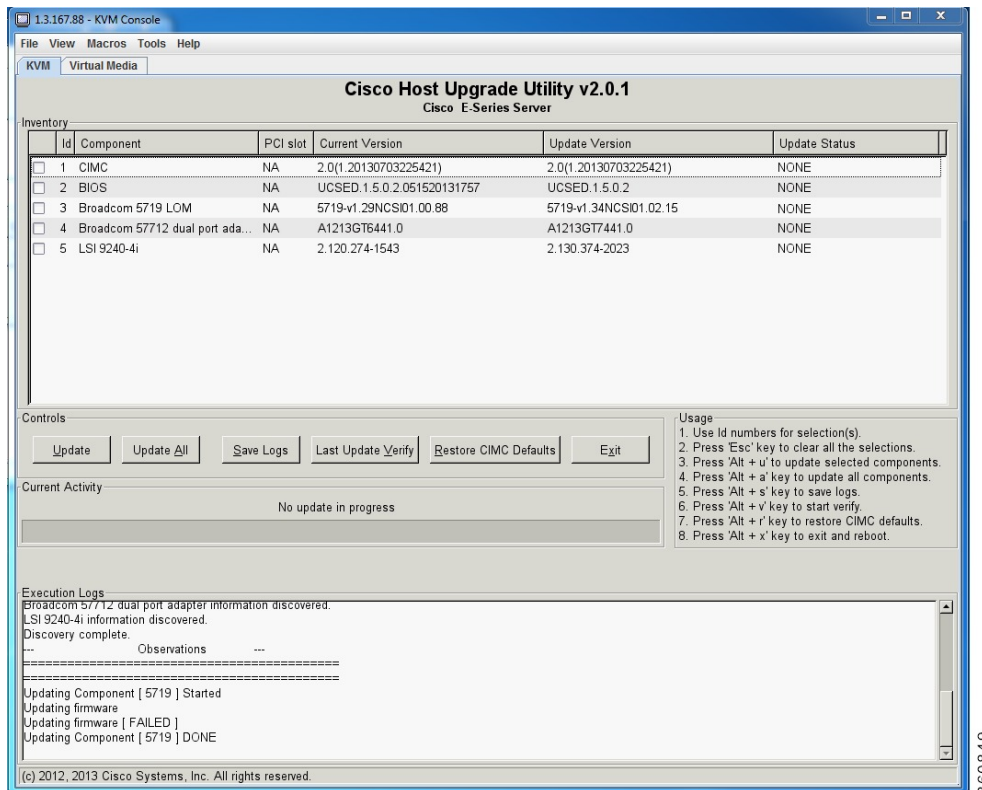 1.3.167.88 - KVM Console
File View Macros Tools Help
KVM Virtual Media
Cisco Host Upgrade Utility v2.0.1
Cisco E-Series Server
Inventory
Id Component PCI slot Current Version Update Version Update Status
1 CIMC NA 2.0(1.20130703225421) 2.0(1.20130703225421) NONE
2 BIOS NA UCSED.1.5.0.2.051520131757 UCSED.1.5.0.2 NONE
3 Broadcom 5719 LOM NA 5719-v1.29NCSI01.00.88 5719-v1.34NCSI01.02.15 NONE
4 Broadcom 57712 dual port ada... NA A1213GT6441.0 A1213GT7441.0 NONE
5 LSI 9240-4i NA 2.120.274-1543 2.130.374-2023 NONE
Controls
Update Update All Save Logs Last Update Verify Restore CIMC Defaults Exit
Usage
1. Use Id numbers for selection(s).
2. Press 'Esc' key to clear all the selections.
3. Press 'Alt + u' to update selected components.
4. Press 'Alt + a' key to update all components.
5. Press 'Alt + s' key to save logs.
6. Press 'Alt + v' key to start verify.
7. Press 'Alt + r' key to restore CIMC defaults.
8. Press 'Alt + x' key to exit and reboot.
Current Activity
No update in progress
Execution Logs
Broadcom 57712 dual port adapter information discovered.
LSI 9240-4i information discovered.
Discovery complete.
--- Observations ---
===========================================
===========================================
Updating Component [ 5719 ] Started
Updating firmware
Updating firmware [ FAILED ]
Updating Component [ 5719 ] DONE
(c) 2012, 2013 Cisco Systems, Inc. All rights reserved.